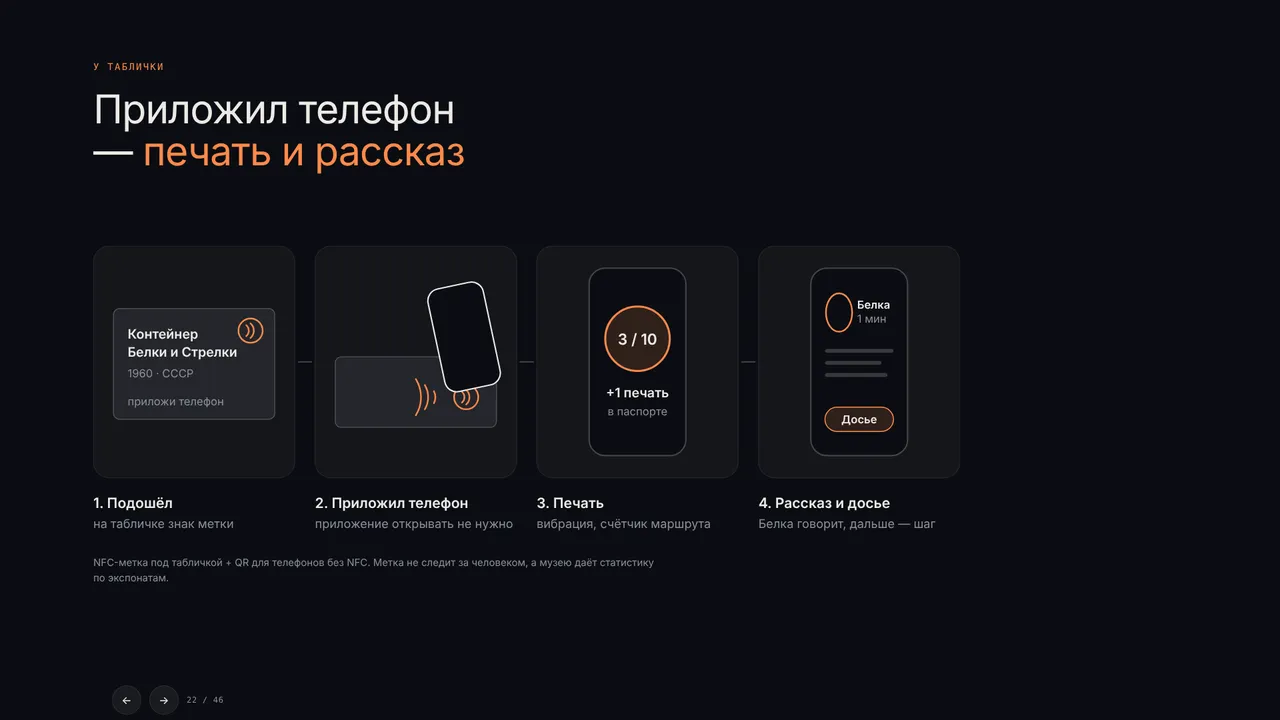 У ТАБЛИЧКИ
Приложил телефон
— печать и рассказ
Контейнер
Белки и Стрелки
1960 · СССР
приложи телефон
3 / 10
+1 печать
в паспорте
Белка
1 мин
Досье
1. Подошёл
на табличке знак метки
2. Приложил телефон
приложение открывать не нужно
3. Печать
вибрация, счётчик маршрута
4. Рассказ и досье
Белка говорит, дальше — шаг
NFC-метка под табличкой + QR для телефонов без NFC. Метка не следит за человеком, а музею даёт статистику
по экспонатам.
← → 22 / 46